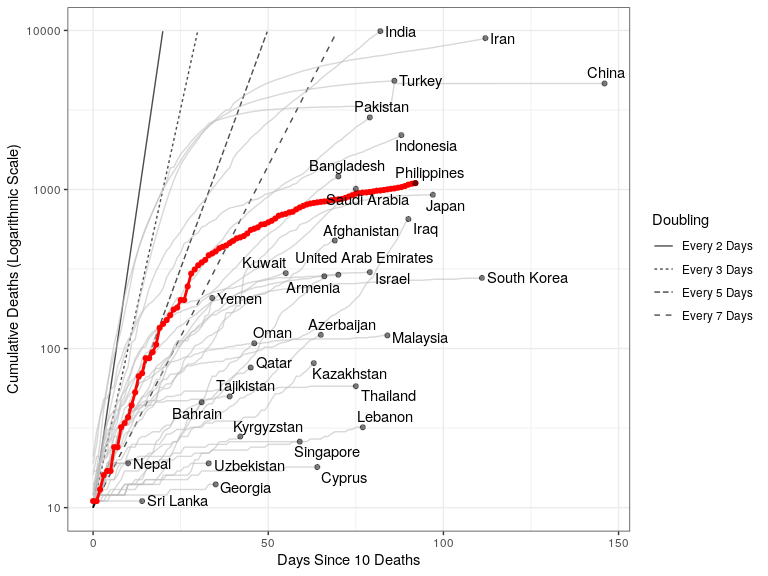 10000
1000
100
10
Cumulative Deaths (Logarithmic Scale)
India
Iran
China
Turkey
Pakistan
Indonesia
Bangladesh
Philippines
Saudi Arabia
Japan
Iraq
Afghanistan
United Arab Emirates
Kuwait
Israel
South Korea
Armenia
Yemen
Azerbaijan
Oman
Malaysia
Qatar
Kazakhstan
Tajikistan
Thailand
Bahrain
Lebanon
Kyrgyzstan
Singapore
Nepal
Uzbekistan
Cyprus
Georgia
Sri Lanka
0
50
100
150
Days Since 10 Deaths
Doubling
Every 2 Days
Every 3 Days
Every 5 Days
Every 7 Days